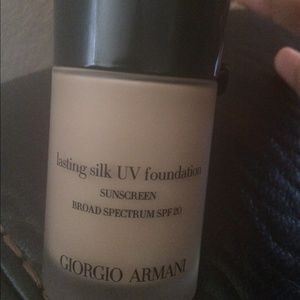 lasting silk UV foundation
SUNSCREEN
BROAD SPECTRUM SPF 20
GIORGIO ARMANI